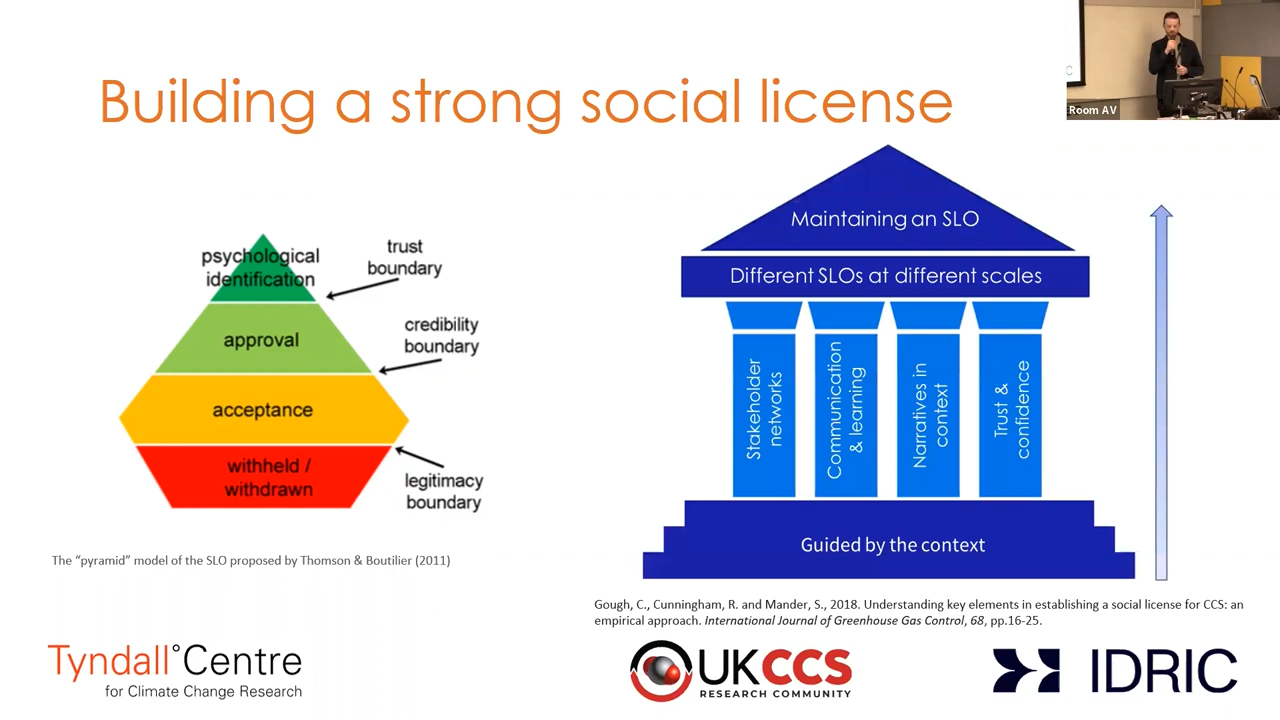 Building a strong social license
Room AV
psychological
identification
trust
boundary
approval
credibility
boundary
acceptance
withheld /
withdrawn
legitimacy
boundary
The “pyramid” model of the SLO proposed by Thomson & Boutilier (2011)
Maintaining an SLO
Different SLOs at different scales
Stakeholder
networks
Communication
& learning
Narratives in
context
Trust &
confidence
Guided by the context
Gough, C., Cunningham, R. and Mander, S., 2018. Understanding key elements in establishing a social license for CCS: an
empirical approach. International Journal of Greenhouse Gas Control, 68, pp.16-25.
Tyndall°Centre
for Climate Change Research
UKCCS
RESEARCH COMMUNITY
IDRIC